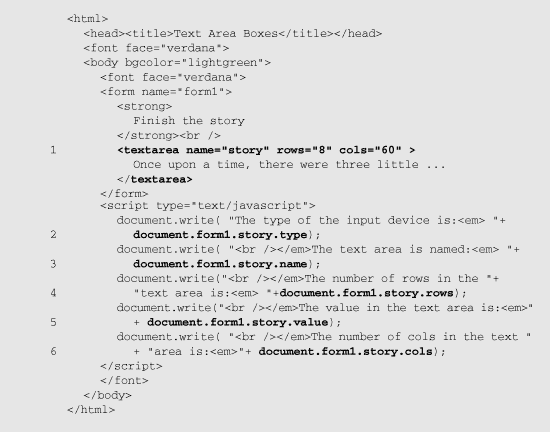 <html>
<head><title>Text Area Boxes</title></head>
<font face="verdana">
<body bgcolor="lightgreen">
<font face="verdana">
<form name="form1">
<strong>
Finish the story
</strong><br />
1 <textarea name="story" rows="8" cols="60" >
Once upon a time, there were three little ...
</textarea>
</form>
<script type="text/javascript">
document.write( "The type of the input device is:<em> "+
2 document.form1.story.type);
document.write( "<br /></em>The text area is named:<em> "+
3 document.form1.story.name);
document.write("<br /></em>The number of rows in the "+
4 "text area is:<em> "+document.form1.story.rows);
document.write("<br /></em>The value in the text area is:<em>"
5 + document.form1.story.value);
document.write( "<br /></em>The number of cols in the text "
6 + "area is:<em>"+ document.form1.story.cols);
</script>
</font>
</body>
</html>